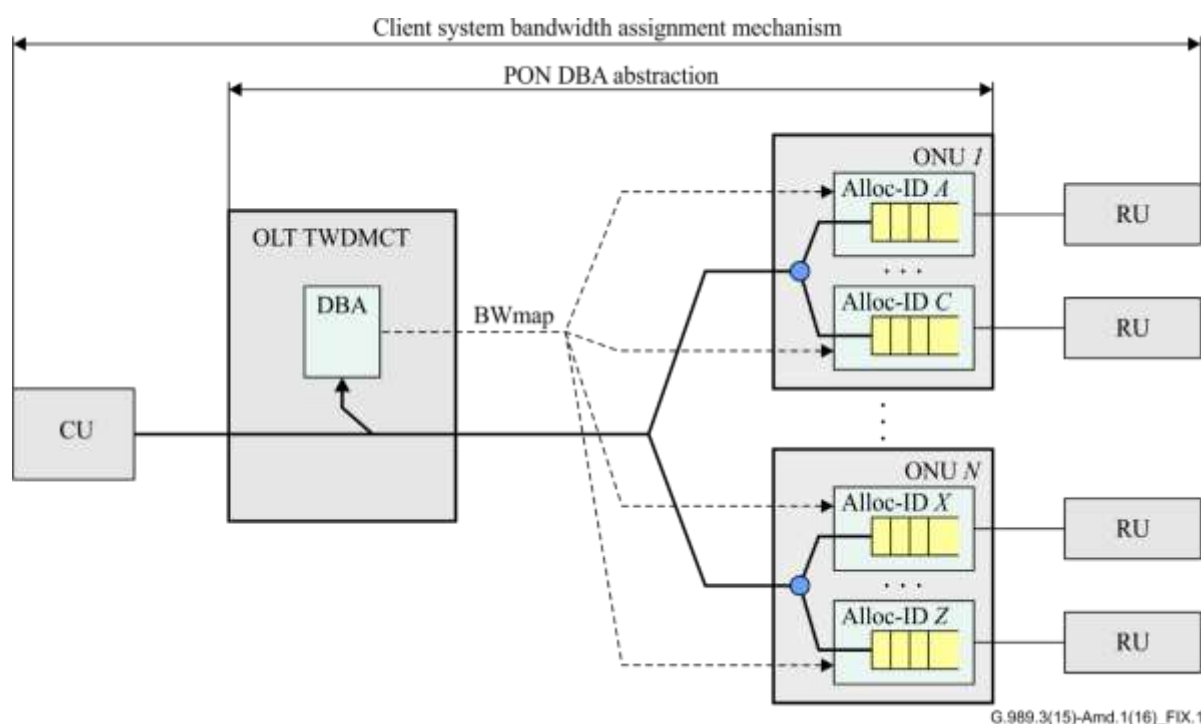 Client system bandwidth assignment mechanism
PON DBA abstraction
ONU 1
Alloc-ID A
RU
OLT TWDMCT
. . .
DBA
BWmap
Alloc-ID C
RU
CU
ONU N
Alloc-ID X
RU
. . .
Alloc-ID Z
RU
G.989.3(15)-Amd.1(16)_FIX.1